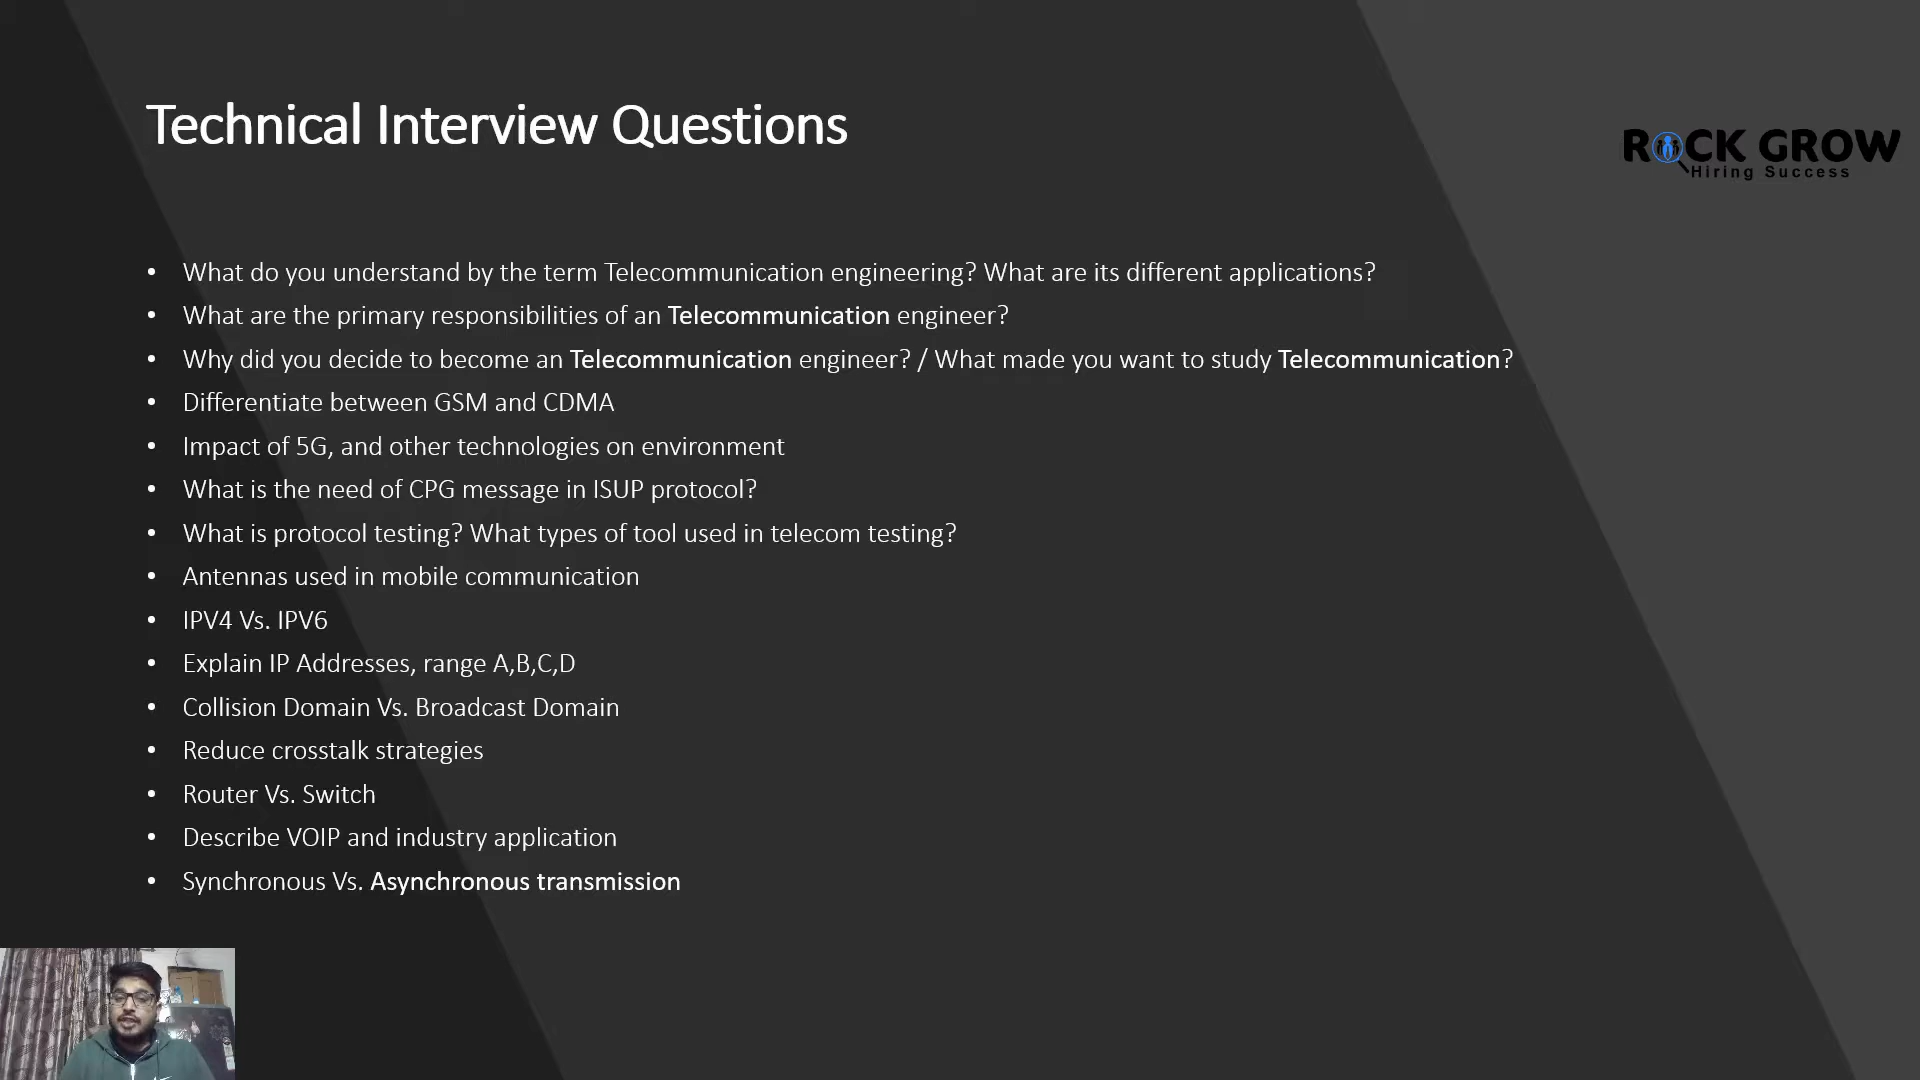 Technical Interview Questions
ROCK GROW
Hiring Success
• What do you understand by the term Telecommunication engineering? What are its different applications?
• What are the primary responsibilities of an Telecommunication engineer?
• Why did you decide to become an Telecommunication engineer? / What made you want to study Telecommunication?
• Differentiate between GSM and CDMA
• Impact of 5G, and other technologies on environment
• What is the need of CPG message in ISUP protocol?
• What is protocol testing? What types of tool used in telecom testing?
• Antennas used in mobile communication
• IPV4 Vs. IPV6
• Explain IP Addresses, range A,B,C,D
• Collision Domain Vs. Broadcast Domain
• Reduce crosstalk strategies
• Router Vs. Switch
• Describe VOIP and industry application
• Synchronous Vs. Asynchronous transmission